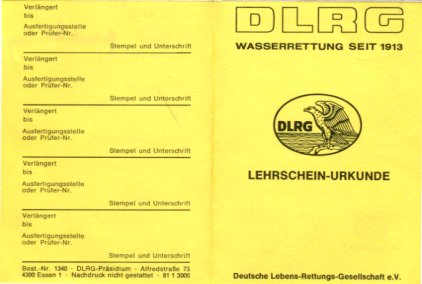 Verlängert
bis
Ausfertigungsstelle
oder Prüfer-Nr.
Stempel und Unterschrift
Verlängert
bis
Ausfertigungsstelle
oder Prüfer-Nr.
Stempel und Unterschrift
Verlängert
bis
Ausfertigungsstelle
oder Prüfer-Nr.
Stempel und Unterschrift
Verlängert
bis
Ausfertigungsstelle
oder Prüfer-Nr.
Stempel und Unterschrift
Verlängert
bis
Ausfertigungsstelle
oder Prüfer-Nr.
Stempel und Unterschrift
Best.-Nr. 1340 · DLRG-Präsidium · Alfredstraße 73
4300 Essen 1 · Nachdruck nicht gestattet · 81 1 3000
DLRG
WASSERRETTUNG SEIT 1913
DLRG
LEHRSCHEIN-URKUNDE
Deutsche Lebens-Rettungs-Gesellschaft e.V.